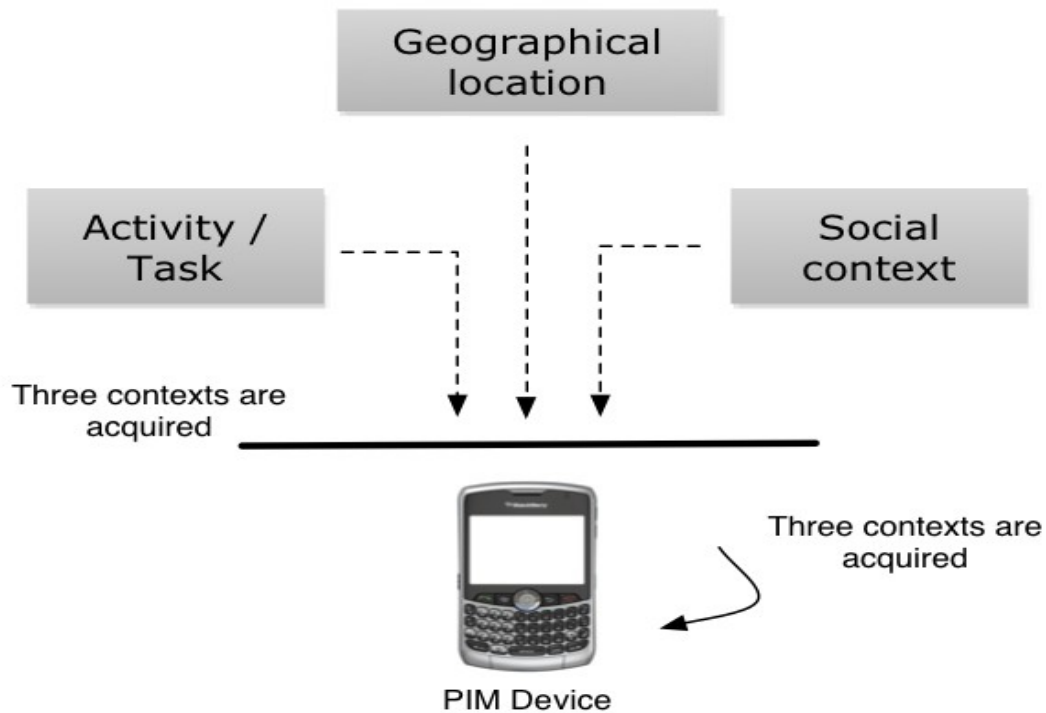 Geographical
location
Activity /
Task
Social
context
Three contexts are
acquired
Three contexts are
acquired
PIM Device